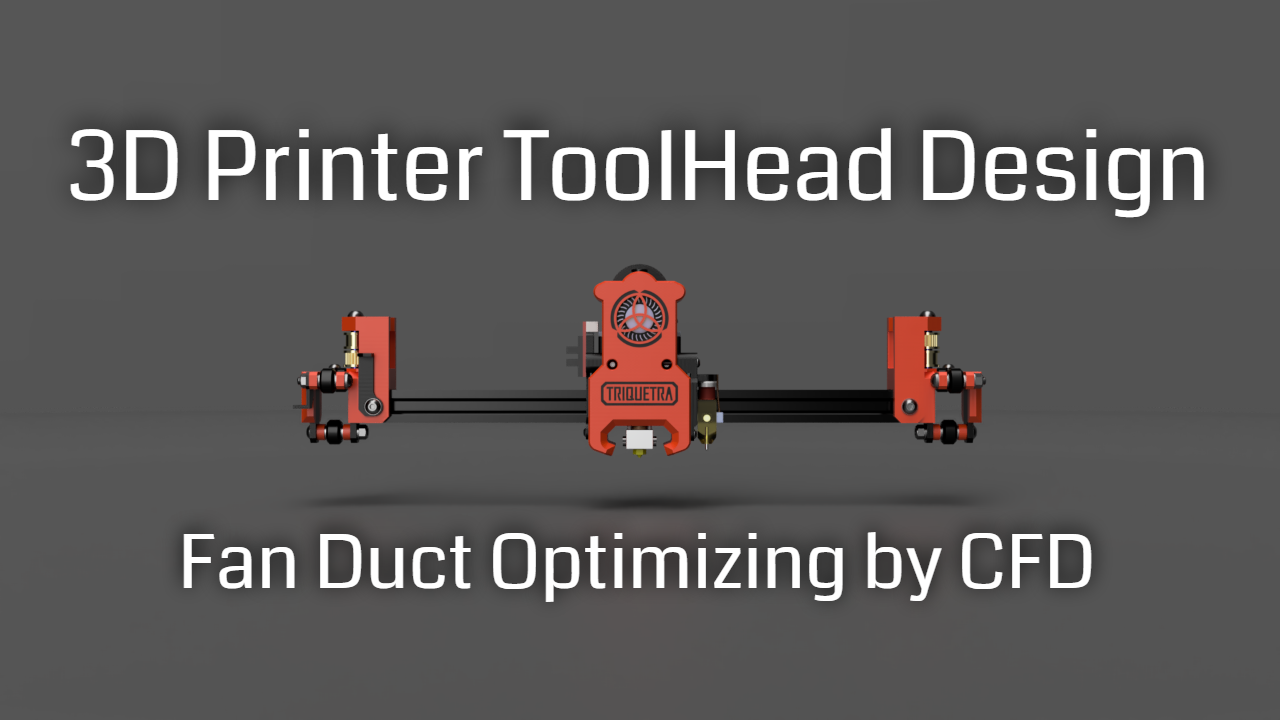 3D Printer ToolHead Design
TRIQUETRA
Fan Duct Optimizing by CFD